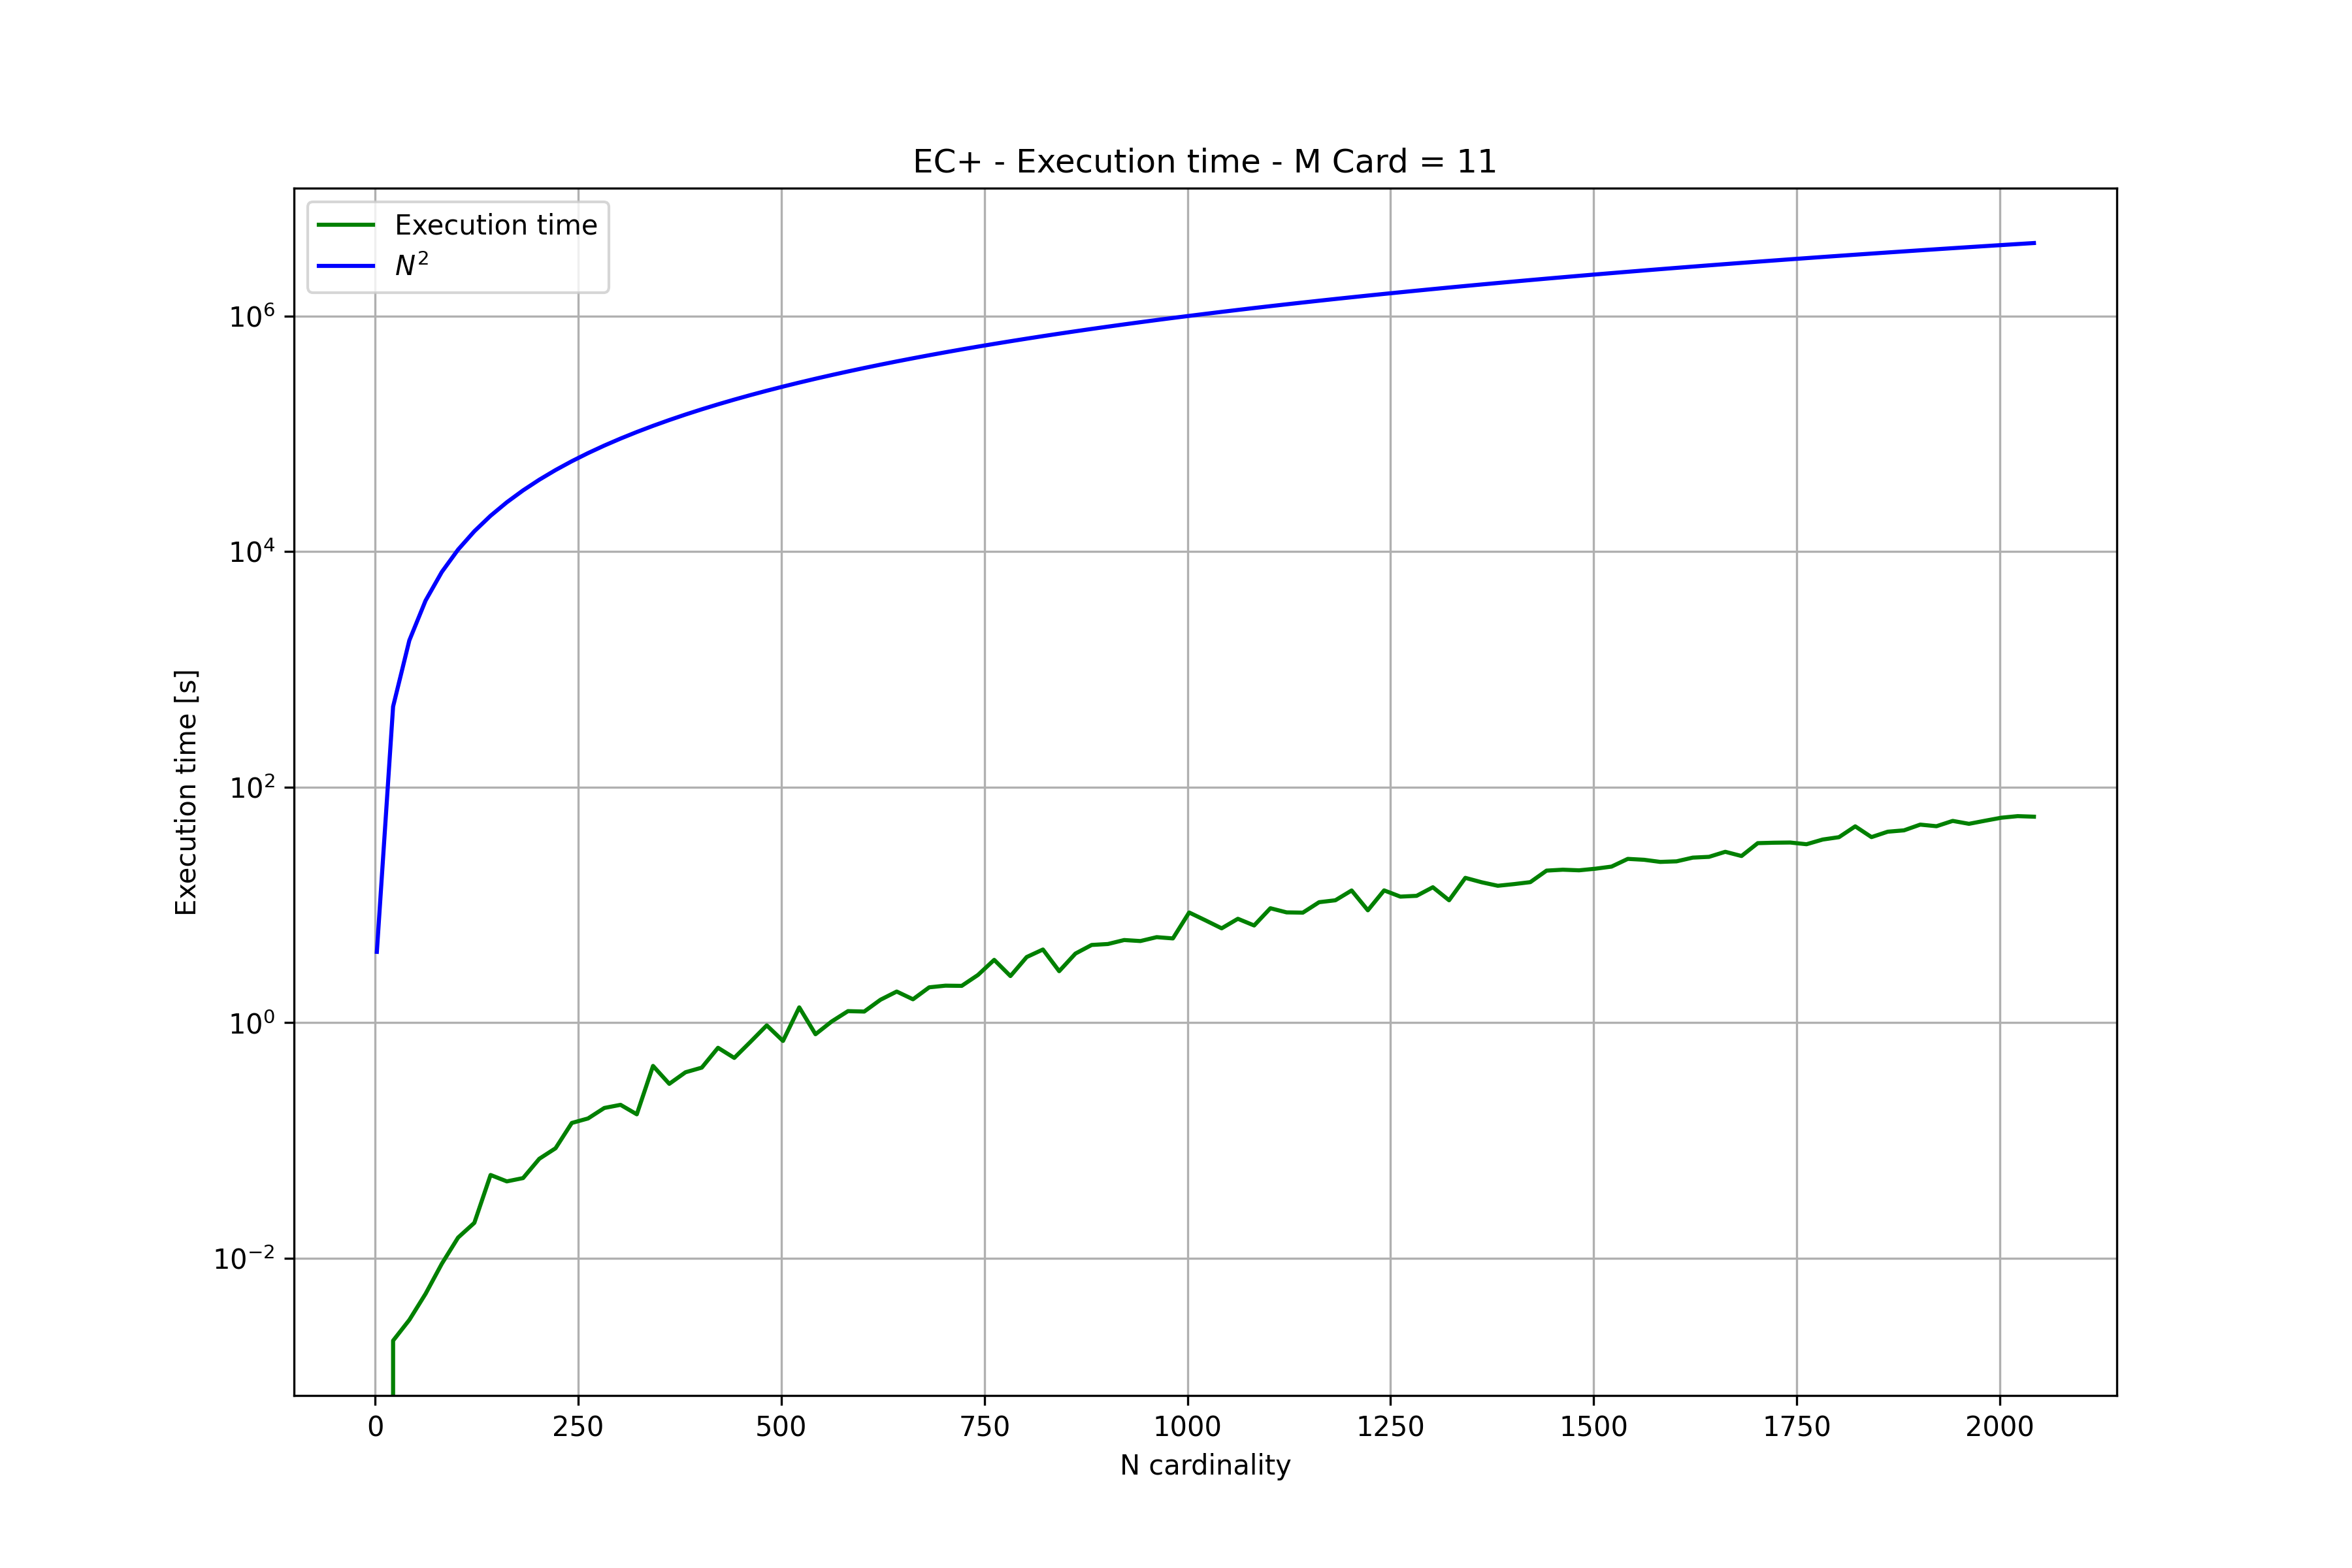 EC+ - Execution time - M Card = 11
Execution time
N²
Execution time [s]
10⁶
10⁴
10²
10⁰
10⁻²
0 250 500 750 1000 1250 1500 1750 2000
N cardinality